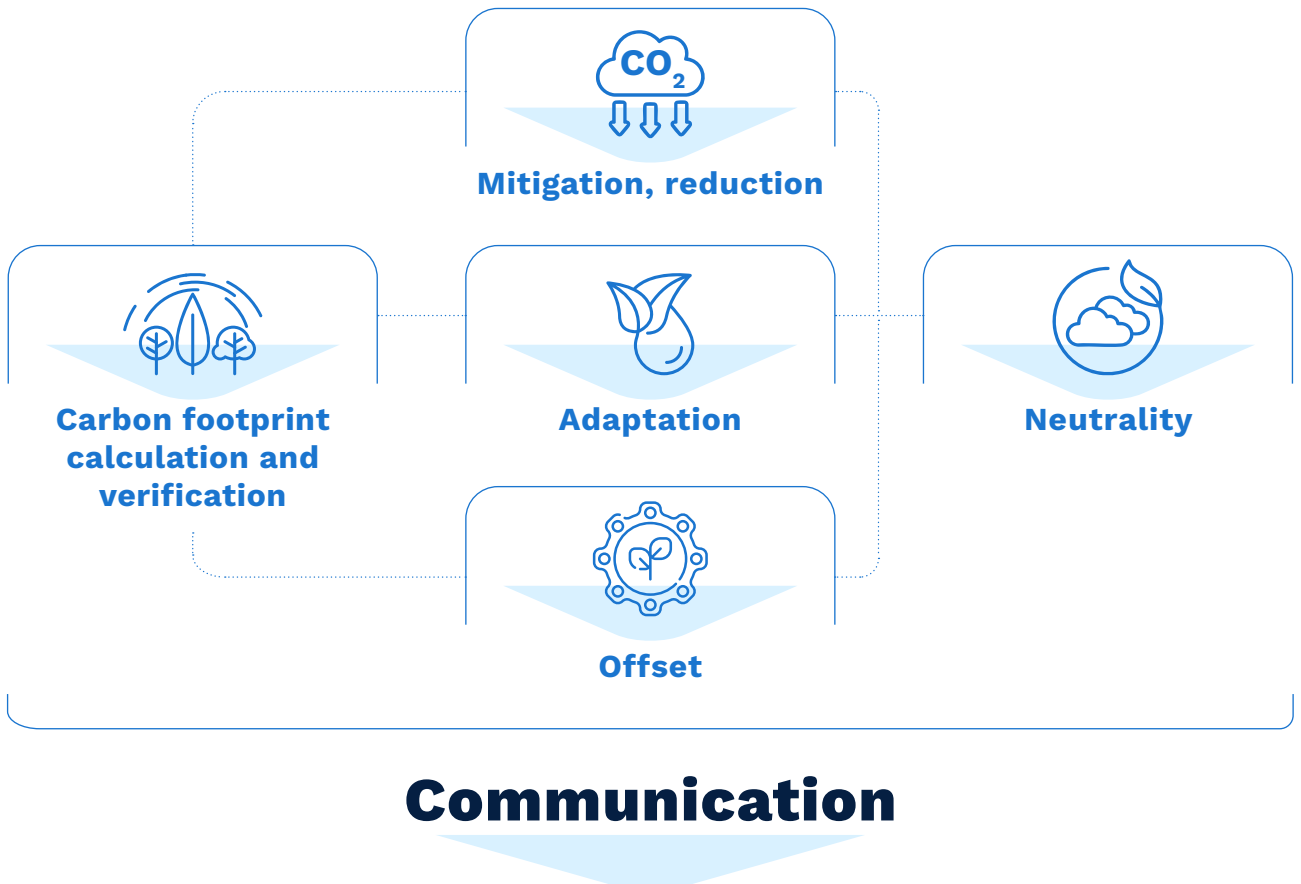 CO2
Mitigation, reduction
Carbon footprint
calculation and
verification
Adaptation
Neutrality
Offset
Communication